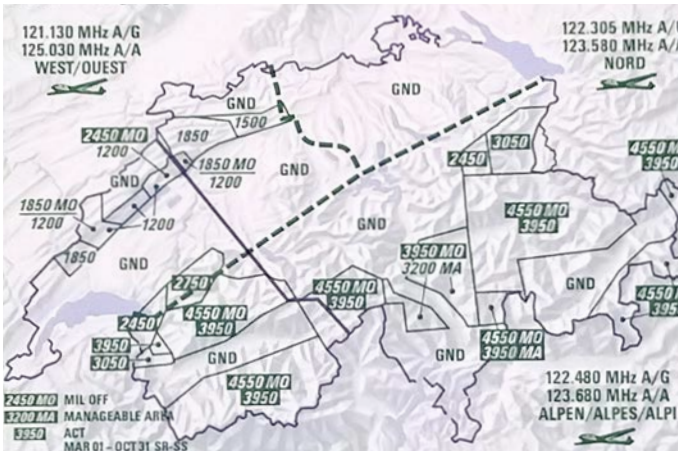 121.130 MHz A/G
125.030 MHz A/A
WEST/OUEST
122.305 MHz A/
123.580 MHz A/
NORD
GND
GND
1500
1850
2450 MO
1200
1850 MO
1200
GND
GND
3050
2450
4550 MO
3950
1850 MO
1200
1200
4550 MO
3950
GND
3950 MO
3200 MA
1850
GND
2750
4550 MO
3950
GND
4550 MO
395
2450
4550 MO
3950
3950
3050
GND
4550 MO
3950 MA
GND
4550 MO
3950
122.480 MHz A/G
123.680 MHz A/A
ALPEN/ALPES/ALPI
2450 MO MIL OFF
3200 MA MANAGEABLE AREA
3950 ACT
MAR 01 - OCT 31 SR-SS